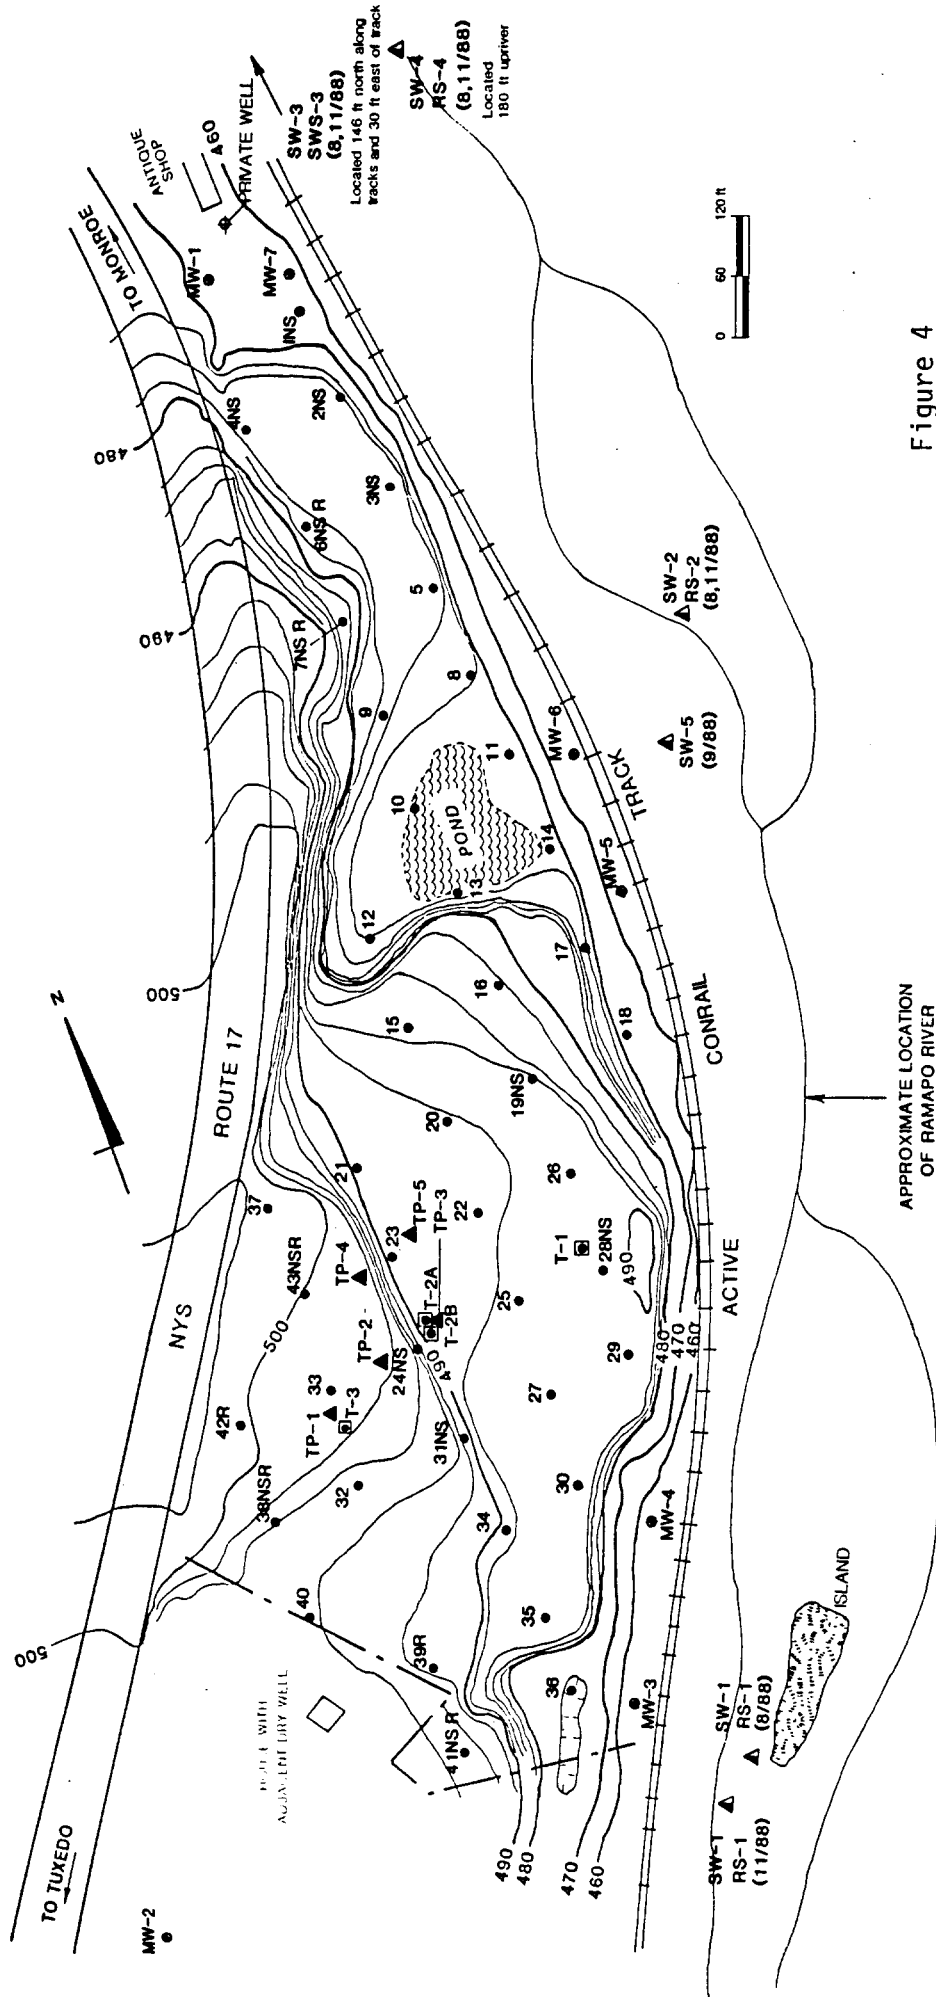 TO TUXEDO
NYS
ROUTE 17
TO MONROE
N
500
500
490
480
ANTIQUE
SHOP
460
PRIVATE WELL
SW-3
SWS-3
(8,11/88)
Located 146 ft north along
tracks and 30 ft east of track
SW-4
RS-4
(8,11/88)
Located
180 ft upriver
MW-1
MW-7
1NS
2NS
4NS
3NS
6NS R
7NS R
5
8
9
10
POND
11
MW-6
14
13
12
MW-5
17
16
15
18
19NS
20
21
26
37
43NSR
500
TP-4
23
TP-5
22
TP-3
T-1
28NS
490
T-2A
T-2B
25
TP-2
24NS
490
29
480
470
460
42R
33
TP-1
T-3
27
31NS
38NSR
32
30
34
MW-4
40
35
39R
36
MW-3
41NS R
WITH
DRY WELL
MW-2
490
480
470
460
TRACK
CONRAIL
ACTIVE
SW-2
RS-2
(8,11/88)
SW-5
(9/88)
0 60 120 ft
APPROXIMATE LOCATION
OF RAMAPO RIVER
ISLAND
SW-1
RS-1
(8/88)
SW-1
RS-1
(11/88)
Figure 4